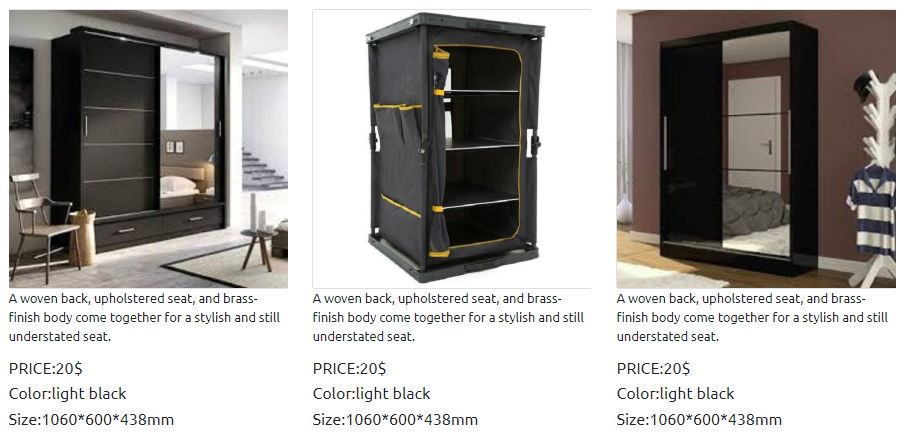 A woven back, upholstered seat, and brass-
finish body come together for a stylish and still
understated seat.
PRICE:20$
Color:light black
Size:1060*600*438mm
A woven back, upholstered seat, and brass-
finish body come together for a stylish and still
understated seat.
PRICE:20$
Color:light black
Size:1060*600*438mm
A woven back, upholstered seat, and brass-
finish body come together for a stylish and still
understated seat.
PRICE:20$
Color:light black
Size:1060*600*438mm